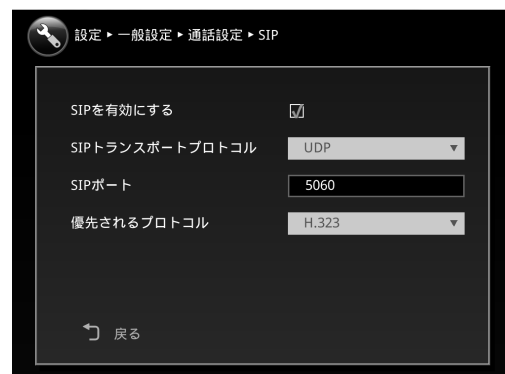 設定 ▸ 一般設定 ▸ 通話設定 ▸ SIP
SIPを有効にする
SIPトランスポートプロトコル UDP
SIPポート 5060
優先されるプロトコル H.323
戻る